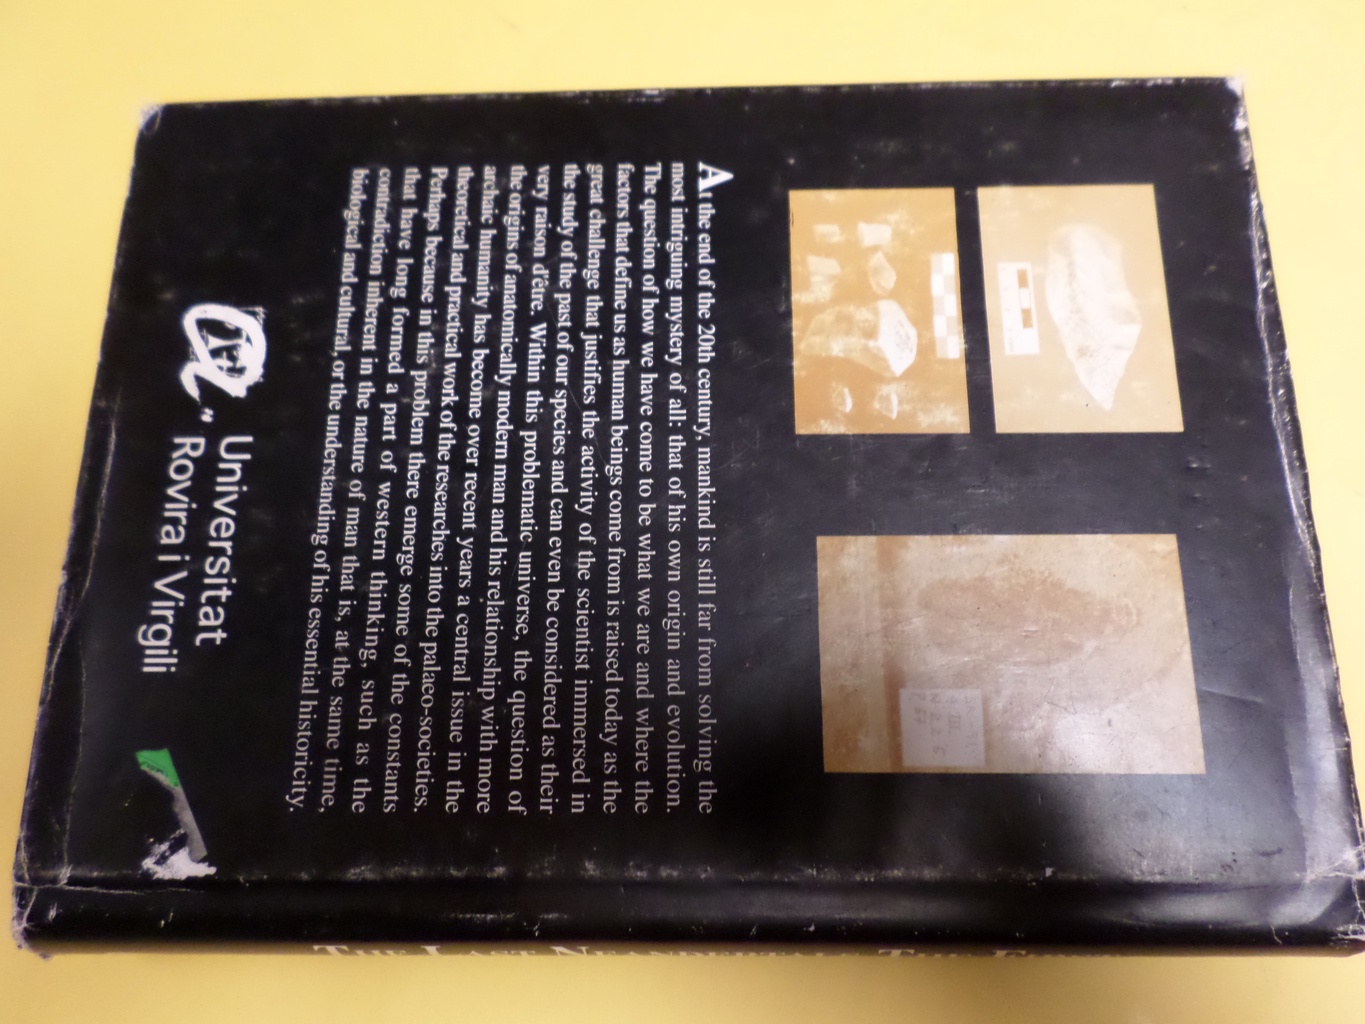 At the end of the 20th century, mankind is still far from solving the
most intriguing mystery of all: that of his own origin and evolution.
The question of how we have come to be what we are and where the
factors that define us as human beings come from is raised today as the
great challenge that justifies the activity of the scientist immersed in
the study of the past of our species and can even be considered as their
very raison d'être. Within this problematic universe, the question of
the origins of anatomically modern man and his relationship with more
archaic humanity has become over recent years a central issue in the
theoretical and practical work of the researches into the palaeo-societies.
Perhaps because in this problem there emerge some of the constants
that have long formed a part of western thinking, such as the
contradiction inherent in the nature of man that is, at the same time,
biological and cultural, or the understanding of his essential historicity.
Universitat
Rovira i Virgili
THE LAST NEANDERTALS THE